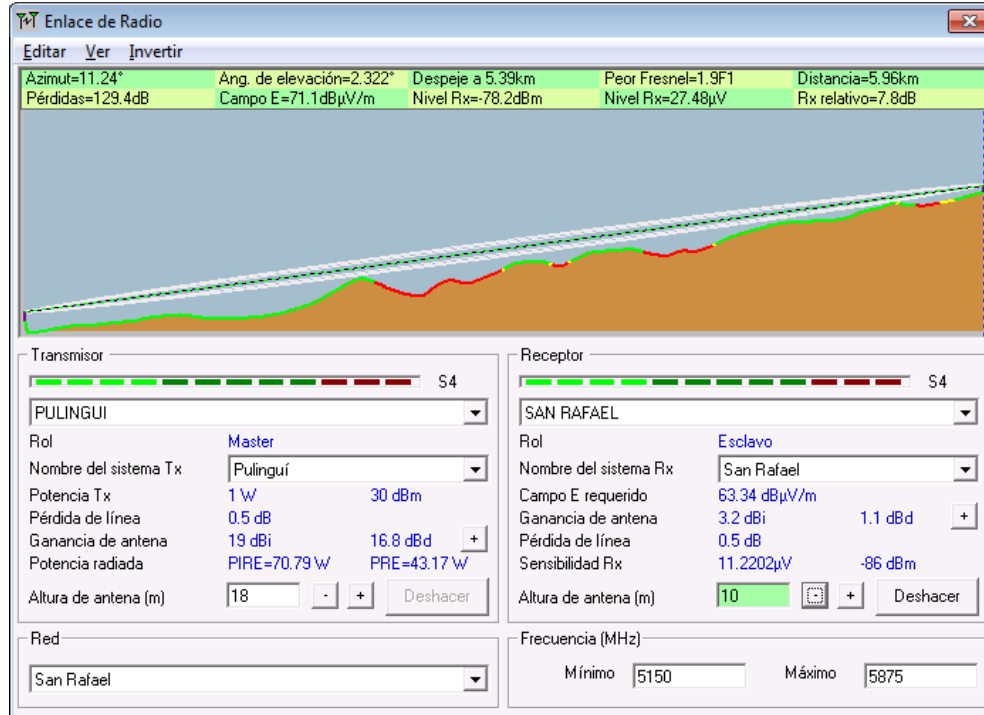 Enlace de Radio
Editar Ver Invertir
Azimut=11.24° Ang. de elevación=2.322° Despeje a 5.39km Peor Fresnel=1.9F1 Distancia=5.96km
Pérdidas=129.4dB Campo E=71.1dBµV/m Nivel Rx=-78.2dBm Nivel Rx=27.48µV Rx relativo=7.8dB
Transmisor
S4
PULINGUI
Rol Master
Nombre del sistema Tx Pulinguí
Potencia Tx 1 W 30 dBm
Pérdida de línea 0.5 dB
Ganancia de antena 19 dBi 16.8 dBd +
Potencia radiada PIRE=70.79 W PRE=43.17 W
Altura de antena (m) 18 - + Deshacer
Red
San Rafael
Receptor
S4
SAN RAFAEL
Rol Esclavo
Nombre del sistema Rx San Rafael
Campo E requerido 63.34 dBµV/m
Ganancia de antena 3.2 dBi 1.1 dBd +
Pérdida de línea 0.5 dB
Sensibilidad Rx 11.2202µV -86 dBm
Altura de antena (m) 10 - + Deshacer
Frecuencia (MHz)
Mínimo 5150 Máximo 5875